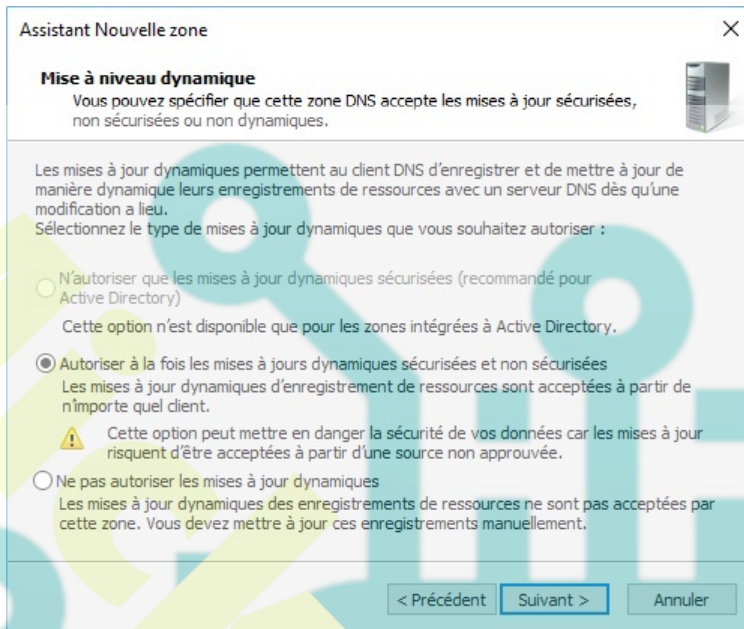 Assistant Nouvelle zone
Mise à niveau dynamique
Vous pouvez spécifier que cette zone DNS accepte les mises à jour sécurisées,
non sécurisées ou non dynamiques.
Les mises à jour dynamiques permettent au client DNS d'enregistrer et de mettre à jour de
manière dynamique leurs enregistrements de ressources avec un serveur DNS dès qu'une
modification a lieu.
Sélectionnez le type de mises à jour dynamiques que vous souhaitez autoriser :
N'autoriser que les mises à jour dynamiques sécurisées (recommandé pour
Active Directory)
Cette option n'est disponible que pour les zones intégrées à Active Directory.
Autoriser à la fois les mises à jours dynamiques sécurisées et non sécurisées
Les mises à jour dynamiques d'enregistrement de ressources sont acceptées à partir de
n'importe quel client.
Cette option peut mettre en danger la sécurité de vos données car les mises à jour
risquent d'être acceptées à partir d'une source non approuvée.
Ne pas autoriser les mises à jour dynamiques
Les mises à jour dynamiques des enregistrements de ressources ne sont pas acceptées par
cette zone. Vous devez mettre à jour ces enregistrements manuellement.
< Précédent Suivant > Annuler